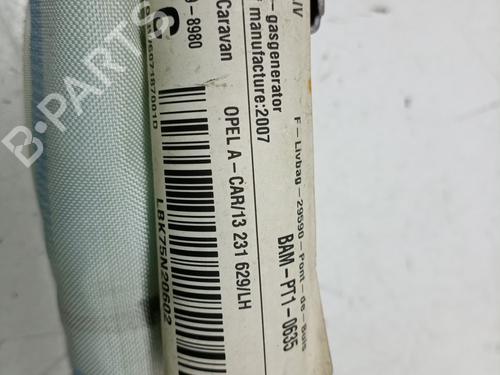 gasgenerator
manufacture:2007
F - Livbag - 29590 - Pont - de - Buis
BAM-PT1-0635
8980
Caravan
OPEL A-CAR/13 231 629/LH
LBK75N20602
B-PARTS